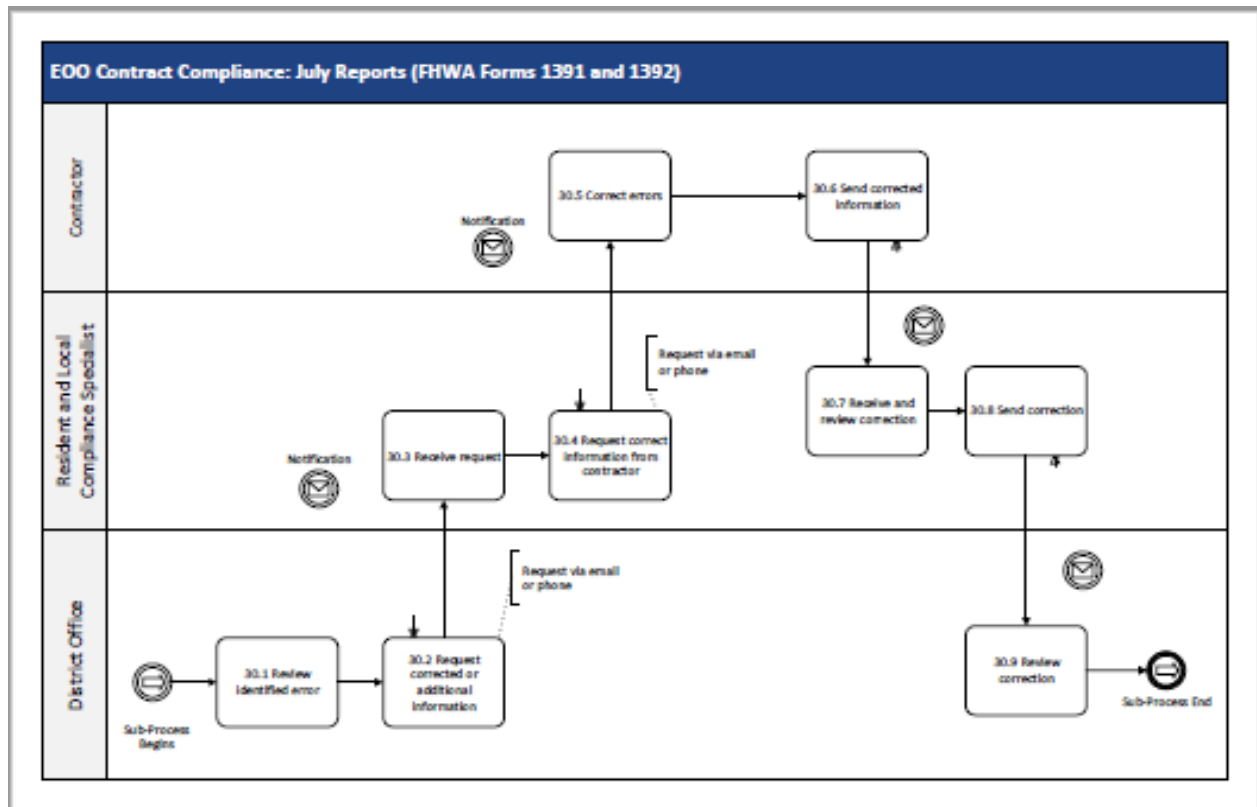 EOO Contract Compliance: July Reports (FHWA Forms 1391 and 1392)
Contractor
Notification
30.5 Correct errors
30.6 Send corrected
information
Resident and Local
Compliance Specialist
Notification
30.3 Receive request
30.4 Request correct
information from
contractor
Request via email
or phone
30.7 Receive and
review correction
30.8 Send correction
District Office
Sub-Process
Begins
30.1 Review
identified error
30.2 Request
corrected or
additional
information
Request via email
or phone
30.9 Review
correction
Sub-Process End